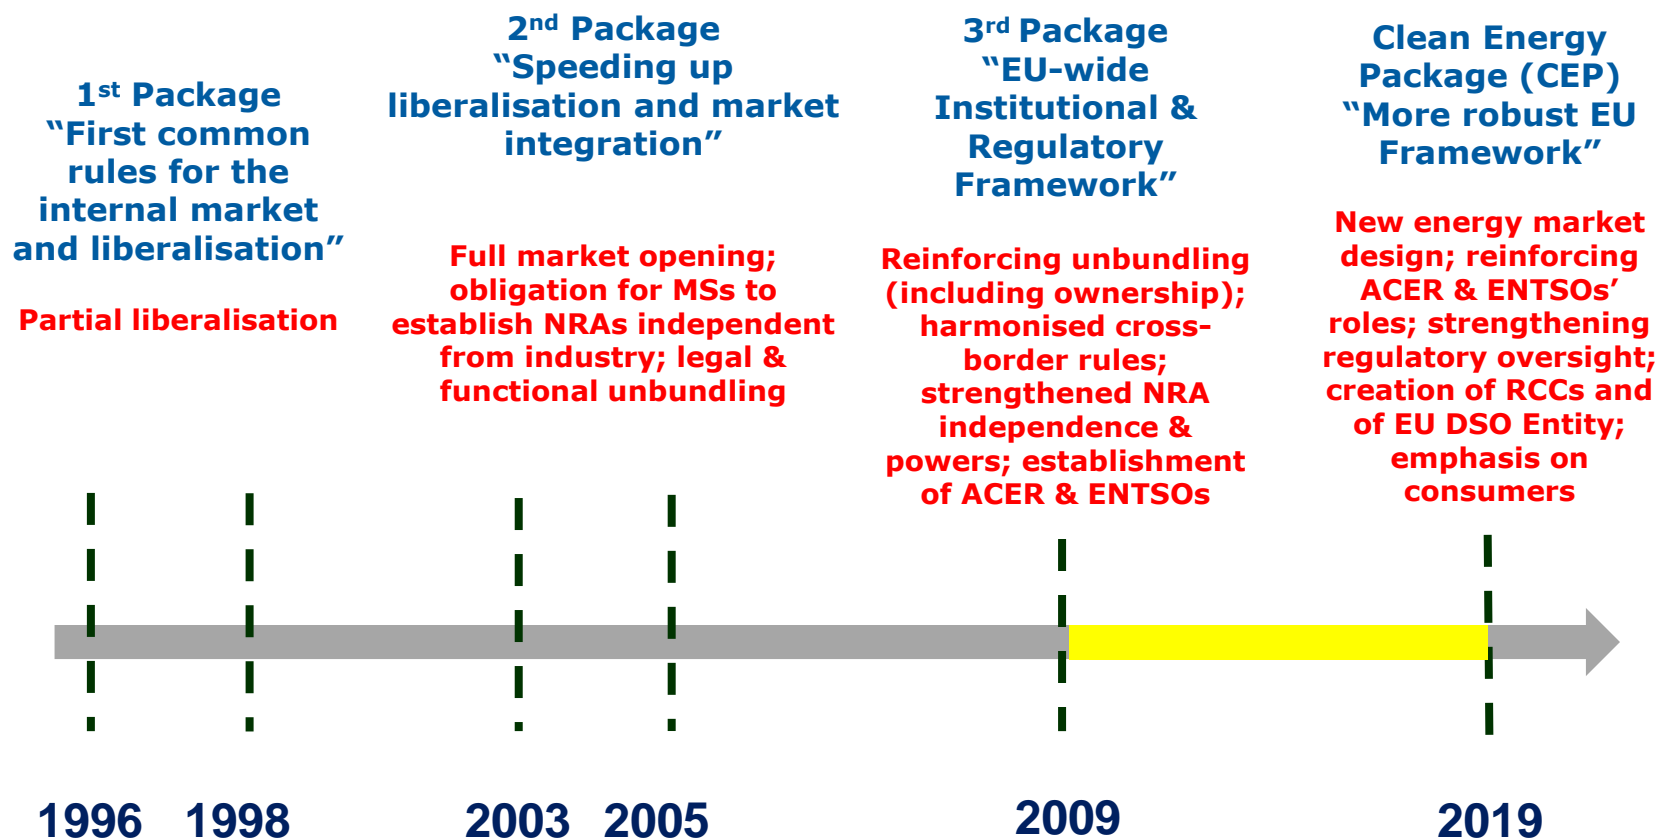 1st Package
“First common
rules for the
internal market
and liberalisation”
Partial liberalisation
2nd Package
“Speeding up
liberalisation and market
integration”
Full market opening;
obligation for MSs to
establish NRAs independent
from industry; legal &
functional unbundling
3rd Package
“EU-wide
Institutional &
Regulatory
Framework”
Reinforcing unbundling
(including ownership);
harmonised cross-
border rules;
strengthened NRA
independence &
powers; establishment
of ACER & ENTSOs
Clean Energy
Package (CEP)
“More robust EU
Framework”
New energy market
design; reinforcing
ACER & ENTSOs’
roles; strengthening
regulatory oversight;
creation of RCCs and
of EU DSO Entity;
emphasis on
consumers
1996 1998 2003 2005 2009 2019